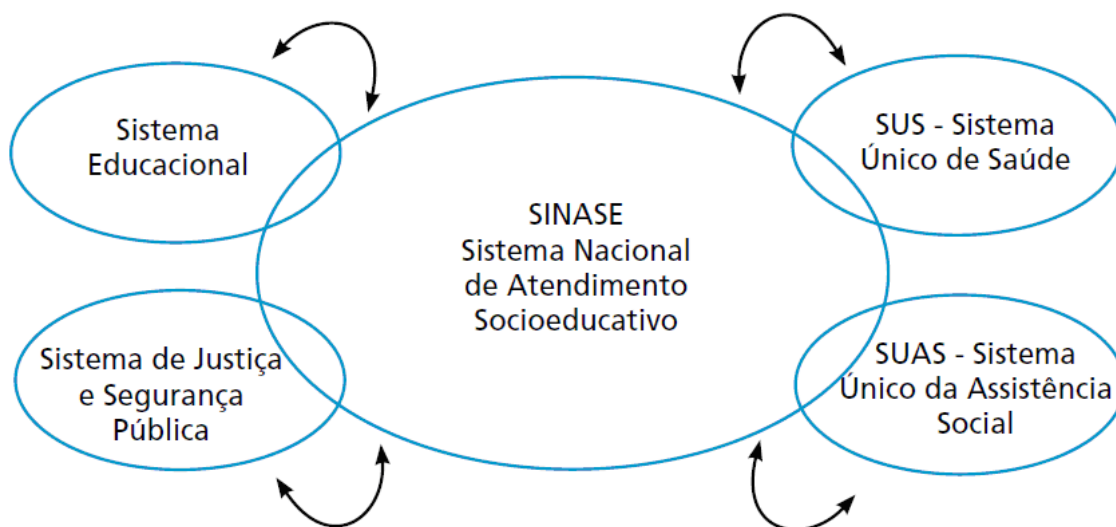 Sistema
Educacional
SUS - Sistema
Único de Saúde
SINASE
Sistema Nacional
de Atendimento
Socioeducativo
Sistema de Justiça
e Segurança
Pública
SUAS - Sistema
Único da Assistência
Social